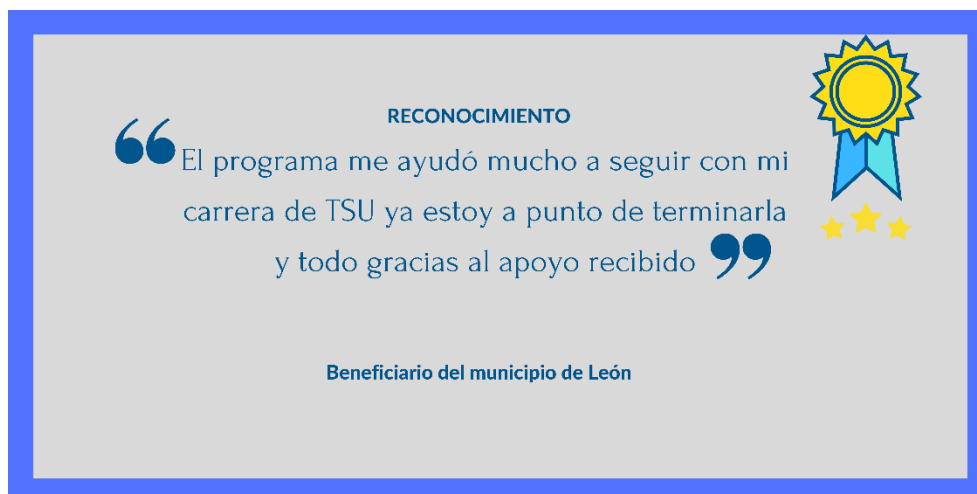 RECONOCIMIENTO
“El programa me ayudó mucho a seguir con mi
carrera de TSU ya estoy a punto de terminarla
y todo gracias al apoyo recibido”
Beneficiario del municipio de León